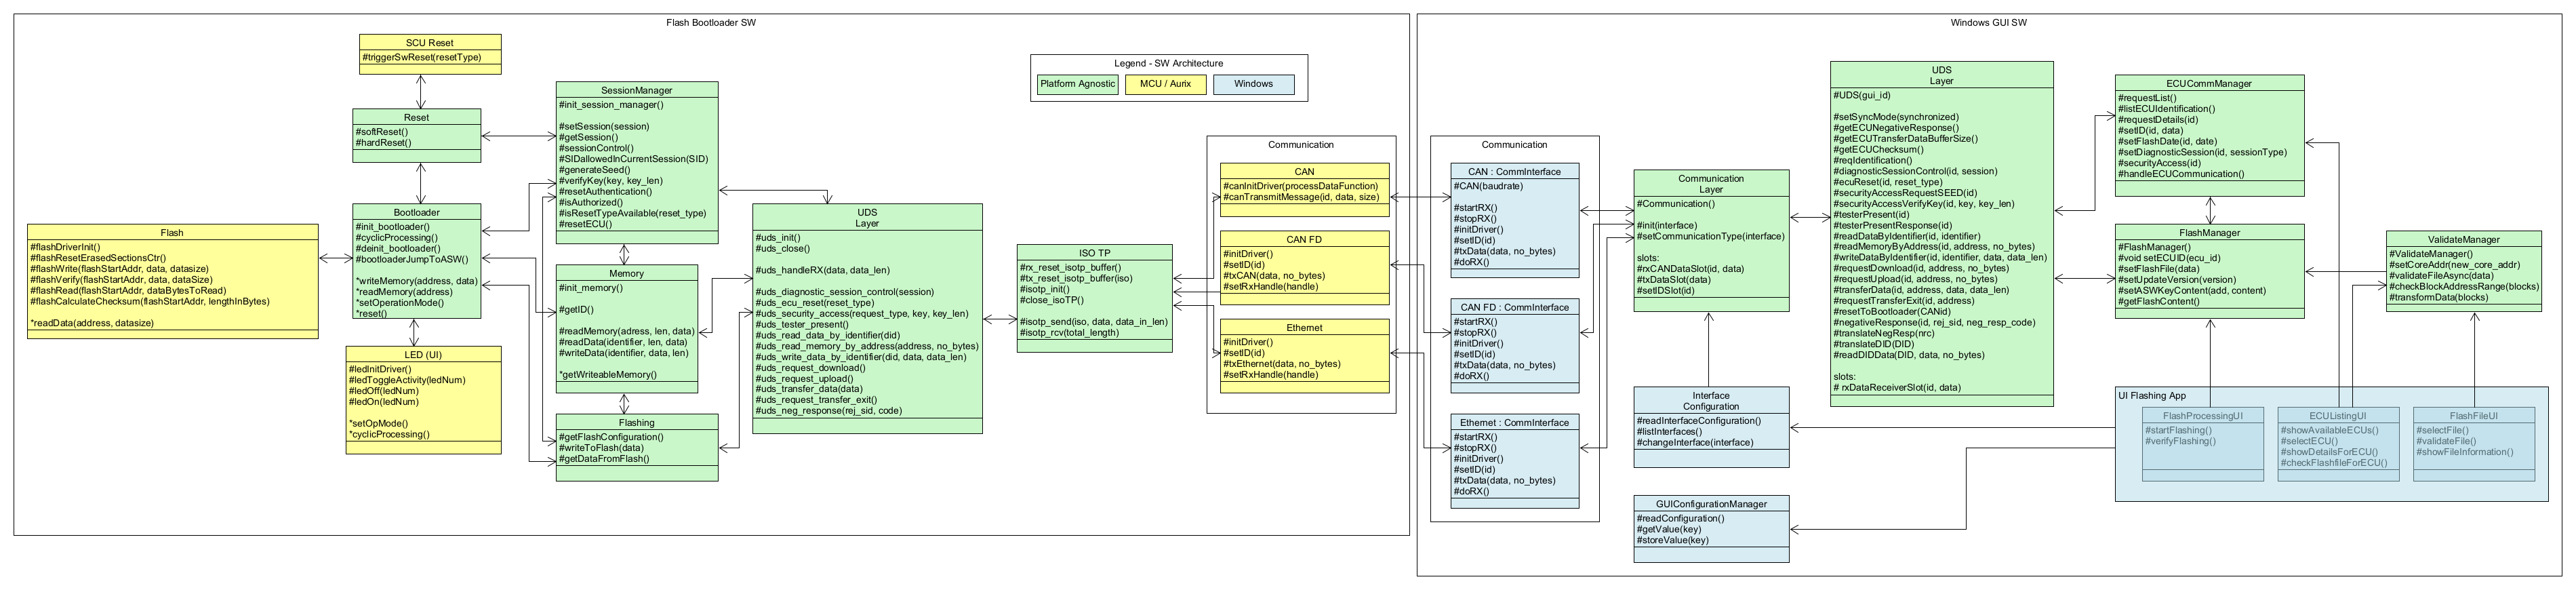 Flash Bootloader SW
SCU Reset
#triggerSwReset(resetType)
Reset
#softReset()
#hardReset()
Flash
#flashDriverInit()
#flashResetErasedSectionsCtr()
#flashWrite(flashStartAddr, data, datasize)
#flashVerify(flashStartAddr, data, dataSize)
#flashRead(flashStartAddr, dataBytesToRead)
#flashCalculateChecksum(flashStartAddr, lengthInBytes)
*readData(address, datasize)
Bootloader
#init_bootloader()
#cyclicProcessing()
#deinit_bootloader()
#bootloaderJumpToASW()
*writeMemory(address, data)
*readMemory(address)
*setOperationMode()
*reset()
LED (UI)
#ledInitDriver()
#ledToggleActivity(ledNum)
#ledOff(ledNum)
#ledOn(ledNum)
*setOpMode()
*cyclicProcessing()
SessionManager
#init_session_manager()
#setSession(session)
#getSession()
#sessionControl()
#SIDallowedInCurrentSession(SID)
#generateSeed()
#verifyKey(key, key_len)
#resetAuthentication()
#isAuthorized()
#isResetTypeAvailable(reset_type)
#resetECU()
Memory
#init_memory()
#getID()
#readMemory(adress, len, data)
#readData(identifier, len, data)
#writeData(identifier, data, len)
*getWriteableMemory()
Flashing
#getFlashConfiguration()
#writeToFlash(data)
#getDataFromFlash()
UDS
Layer
#uds_init()
#uds_close()
#uds_handleRX(data, data_len)
#uds_diagnostic_session_control(session)
#uds_ecu_reset(reset_type)
#uds_security_access(request_type, key, key_len)
#uds_tester_present()
#uds_read_data_by_identifier(did)
#uds_read_memory_by_address(address, no_bytes)
#uds_write_data_by_identifier(did, data, data_len)
#uds_request_download()
#uds_request_upload()
#uds_transfer_data(data)
#uds_request_transfer_exit()
#uds_neg_response(rej_sid, code)
ISO TP
#rx_reset_isotp_buffer()
#tx_reset_isotp_buffer(iso)
#isotp_init()
#close_isoTP()
#isotp_send(iso, data, data_in_len)
#isotp_rcv(total_length)
Legend - SW Architecture
Platform Agnostic
MCU / Aurix
Windows
Communication
CAN
#canInitDriver(processDataFunction)
#canTransmitMessage(id, data, size)
CAN FD
#initDriver()
#setID(id)
#txCAN(data, no_bytes)
#setRxHandle(handle)
Ethernet
#initDriver()
#setID(id)
#txEthernet(data, no_bytes)
#setRxHandle(handle)
Windows GUI SW
Communication
CAN : CommInterface
#CAN(baudrate)
#startRX()
#stopRX()
#initDriver()
#setID(id)
#txData(data, no_bytes)
#doRX()
CAN FD : CommInterface
#startRX()
#stopRX()
#initDriver()
#setID(id)
#txData(data, no_bytes)
#doRX()
Ethernet : CommInterface
#startRX()
#stopRX()
#initDriver()
#setID(id)
#txData(data, no_bytes)
#doRX()
Communication
Layer
#Communication()
#init(interface)
#setCommunicationType(interface)
slots:
#rxCANDataSlot(id, data)
#txDataSlot(data)
#setIDSlot(id)
Interface
Configuration
#readInterfaceConfiguration()
#listInterfaces()
#changeInterface(interface)
GUIConfigurationManager
#readConfiguration()
#getValue(key)
#storeValue(key)
UDS
Layer
#UDS(gui_id)
#setSyncMode(synchronized)
#getECUNegativeResponse()
#getECUTransferDataBufferSize()
#getECUChecksum()
#reqIdentification()
#diagnosticSessionControl(id, session)
#ecuReset(id, reset_type)
#securityAccessRequestSEED(id)
#securityAccessVerifyKey(id, key, key_len)
#testerPresent(id)
#testerPresentResponse(id)
#readDataByIdentifier(id, identifier)
#readMemoryByAddress(id, address, no_bytes)
#writeDataByIdentifier(id, identifier, data, data_len)
#requestDownload(id, address, no_bytes)
#requestUpload(id, address, no_bytes)
#transferData(id, address, data, data_len)
#requestTransferExit(id, address)
#resetToBootloader(CANid)
#negativeResponse(id, rej_sid, neg_resp_code)
#translateNegResp(nrc)
#translateDID(DID)
#readDIDData(DID, data, no_bytes)
slots:
# rxDataReceiverSlot(id, data)
ECUCommManager
#requestList()
#listECUIdentification()
#requestDetails(id)
#setID(id, data)
#setFlashDate(id, date)
#setDiagnosticSession(id, sessionType)
#securityAccess(id)
#handleECUCommunication()
FlashManager
#FlashManager()
#void setECUID(ecu_id)
#setFlashFile(data)
#setUpdateVersion(version)
#setASWKeyContent(add, content)
#getFlashContent()
ValidateManager
#ValidateManager()
#setCoreAddr(new_core_addr)
#validateFileAsync(data)
#checkBlockAddressRange(blocks)
#transformData(blocks)
UI Flashing App
FlashProcessingUI
#startFlashing()
#verifyFlashing()
ECUListingUI
#showAvailableECUs()
#selectECU()
#showDetailsForECU()
#checkFlashfileForECU()
FlashFileUI
#selectFile()
#validateFile()
#showFileInformation()